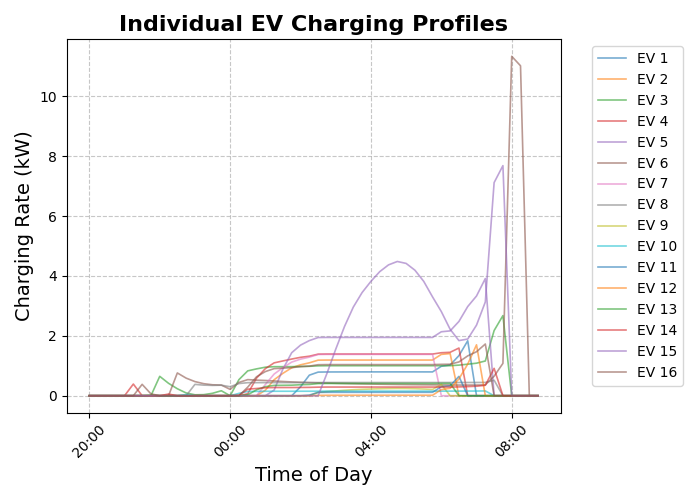 Individual EV Charging Profiles
Charging Rate (kW)
10
8
6
4
2
0
20:00
00:00
04:00
08:00
Time of Day
EV 1
EV 2
EV 3
EV 4
EV 5
EV 6
EV 7
EV 8
EV 9
EV 10
EV 11
EV 12
EV 13
EV 14
EV 15
EV 16